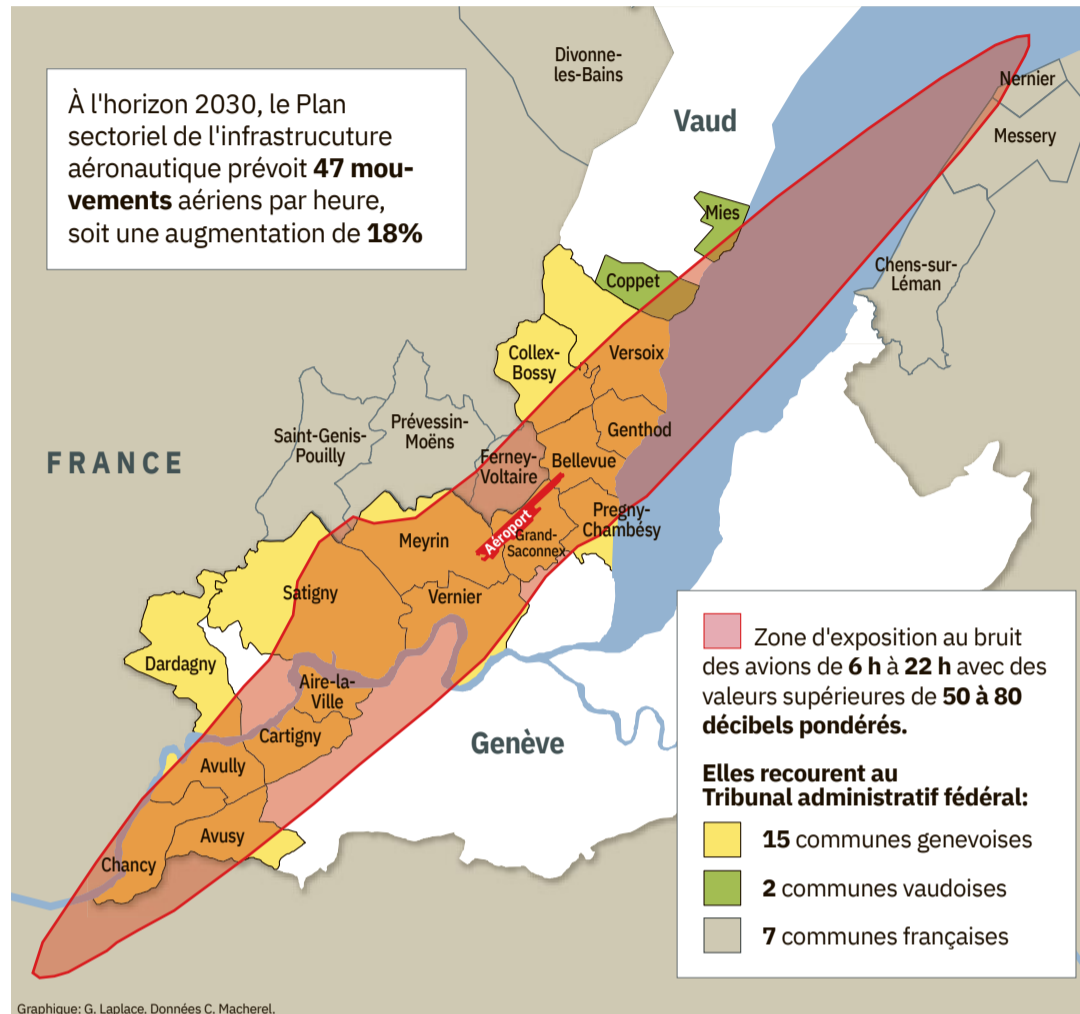 À l'horizon 2030, le Plan
sectoriel de l'infrastrucuture
aéronautique prévoit 47 mou-
vements aériens par heure,
soit une augmentation de 18%
Divonne-
les-Bains
Vaud
Nernier
Messery
Mies
Chens-sur-
Léman
Coppet
Collex-
Bossy
Versoix
Genthod
Prévessin-
Moëns
Saint-Genis-
Pouilly
FRANCE
Ferney-
Voltaire
Bellevue
Pregny-
Chambésy
Aéroport
Grand-
Saconnex
Meyrin
Vernier
Satigny
Dardagny
Aire-la-
Ville
Cartigny
Genève
Avully
Avusy
Chancy
Zone d'exposition au bruit
des avions de 6 h à 22 h avec des
valeurs supérieures de 50 à 80
décibels pondérés.
Elles recourent au
Tribunal administratif fédéral:
15 communes genevoises
2 communes vaudoises
7 communes françaises
Graphique: G. Laplace. Données C. Macherel.